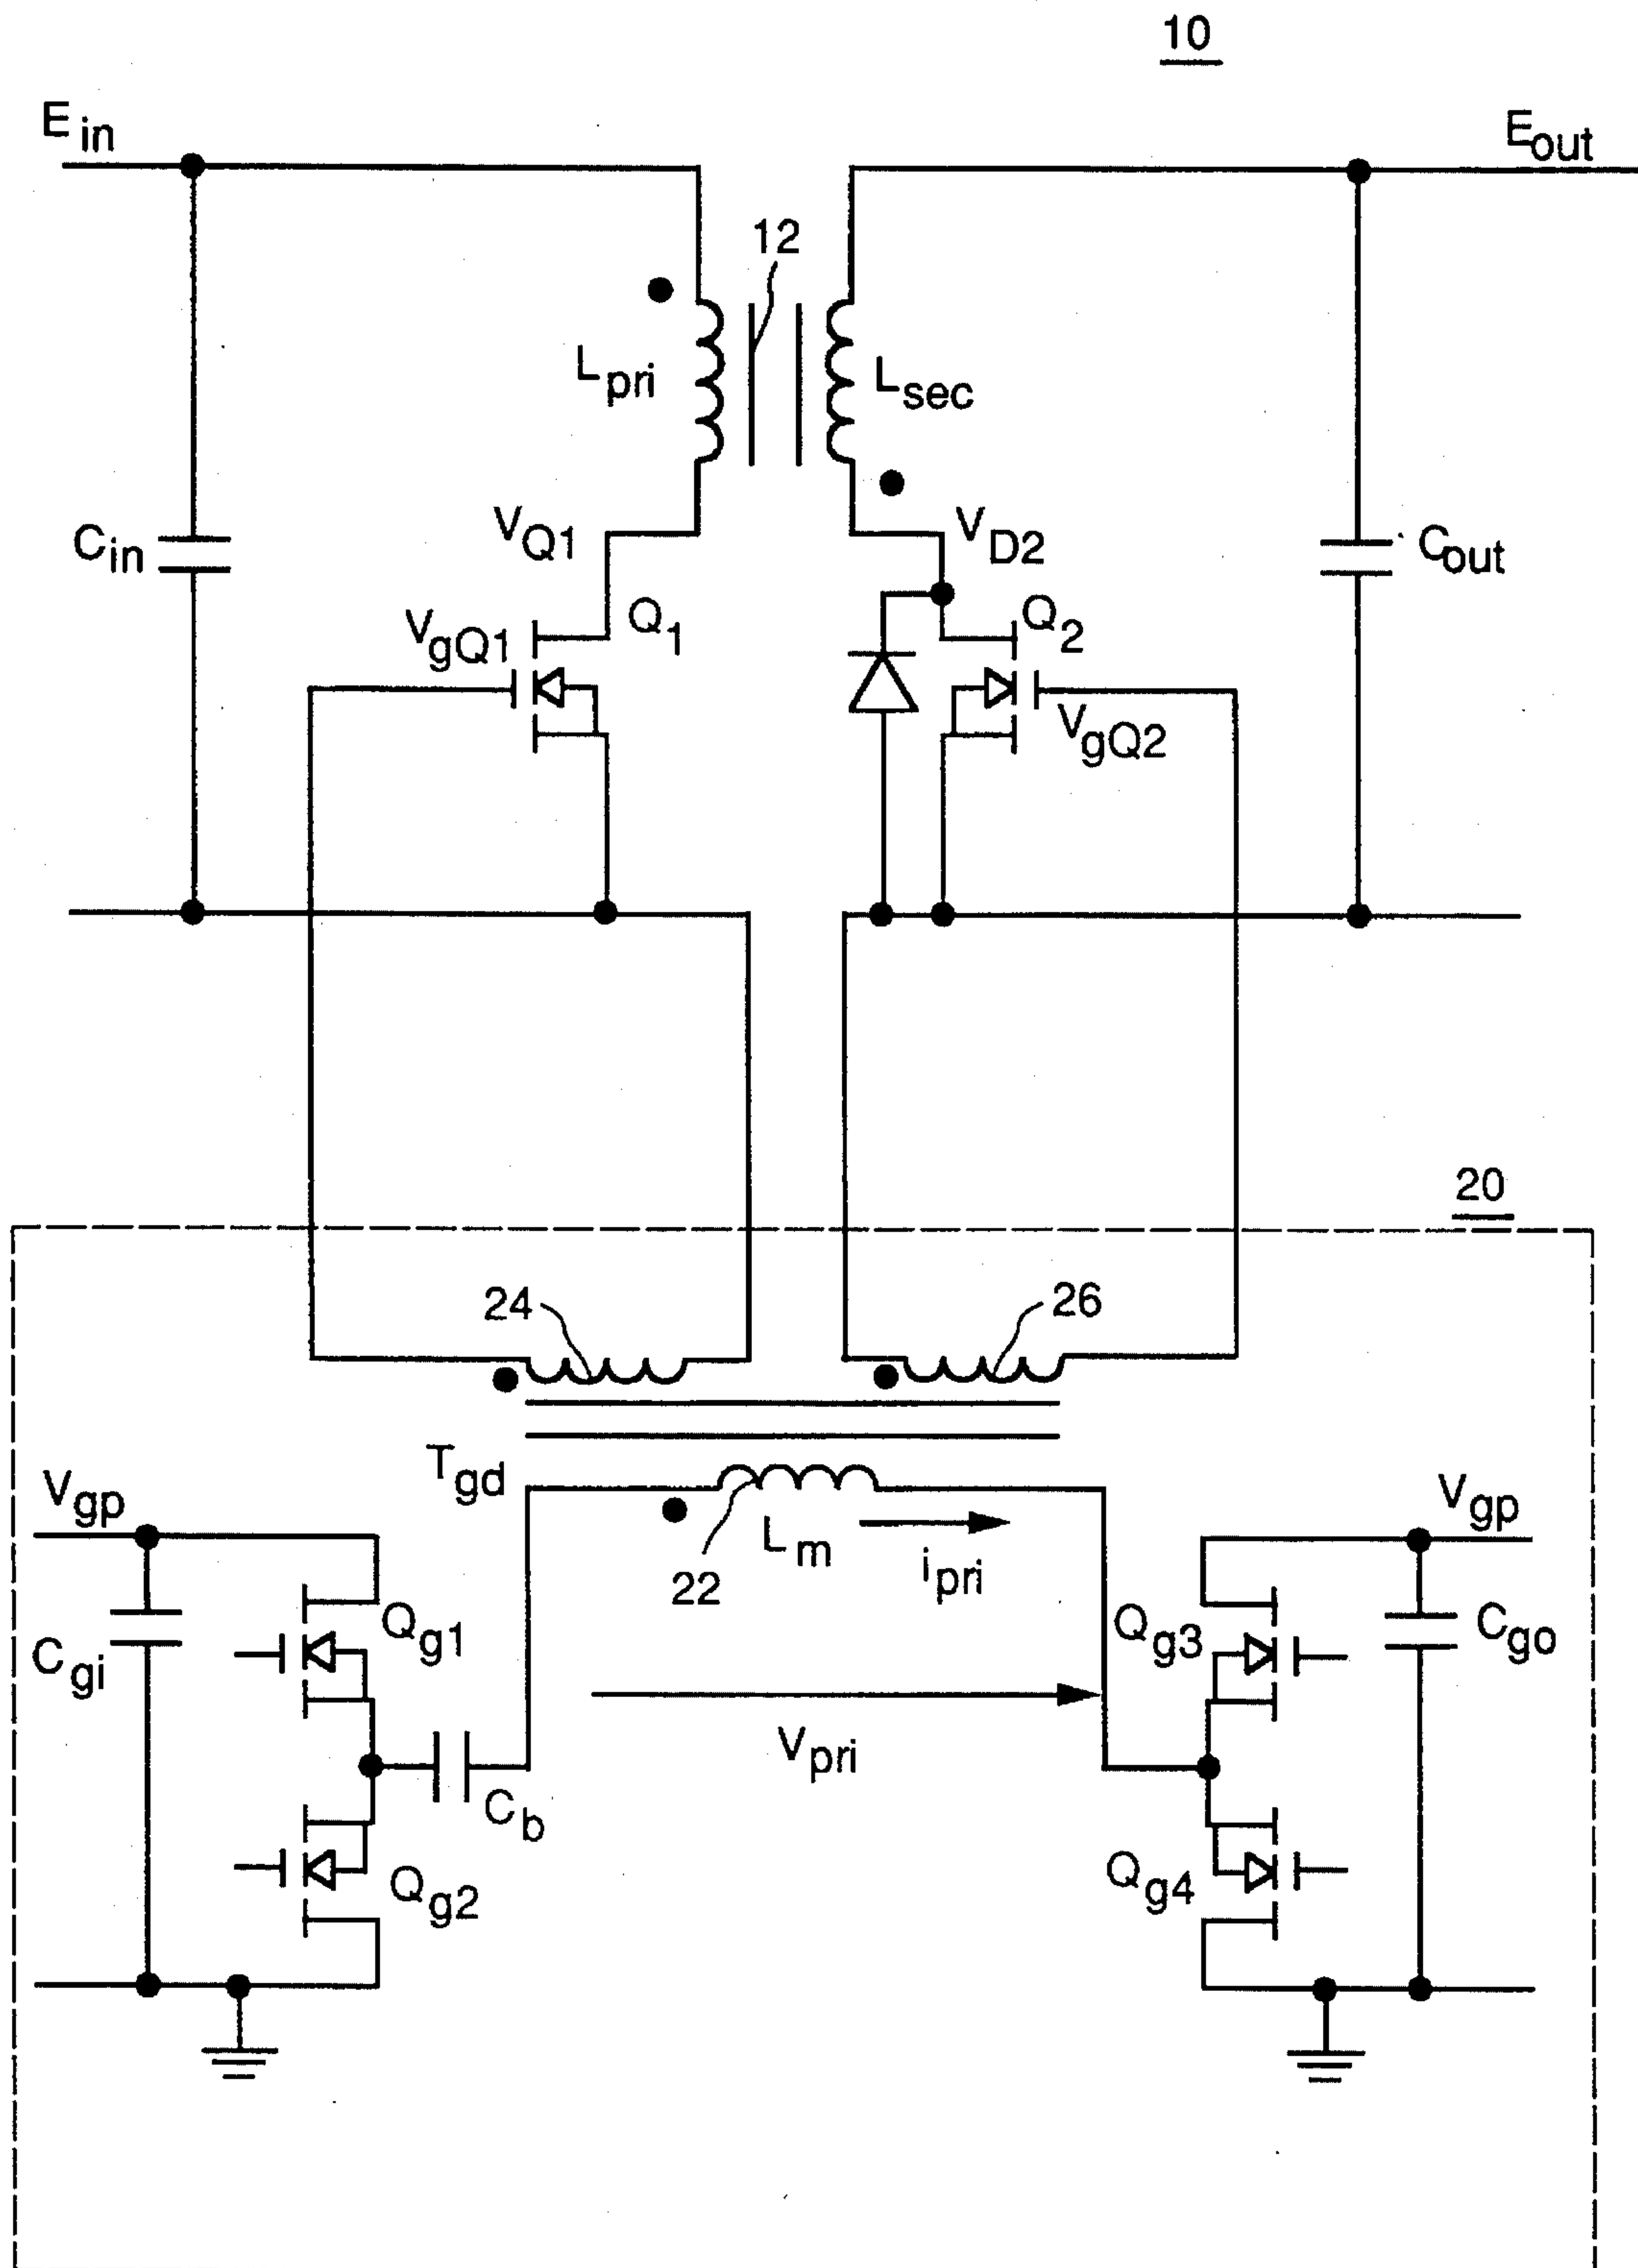 10
E in
E out
12
L pri
L sec
V Q1
V D2
C in
C out
V gQ1
Q 1
Q 2
V gQ2
20
24
26
T gd
V gp
V gp
L m
22
i pri
Q g1
Q g3
C gi
C go
V pri
C b
Q g2
Q g4